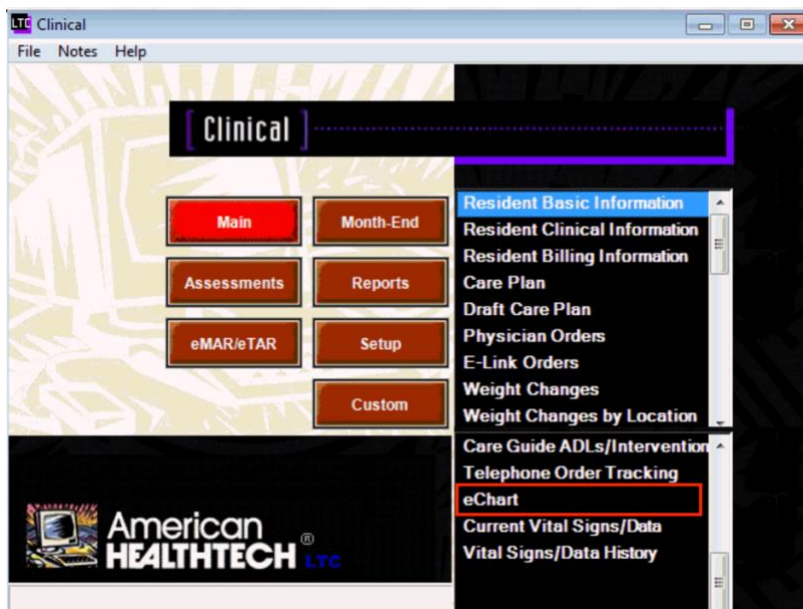 LTC Clinical
File Notes Help
[ Clinical ]
Main
Month-End
Assessments
Reports
eMAR/eTAR
Setup
Custom
Resident Basic Information
Resident Clinical Information
Resident Billing Information
Care Plan
Draft Care Plan
Physician Orders
E-Link Orders
Weight Changes
Weight Changes by Location
Care Guide ADLs/Intervention
Telephone Order Tracking
eChart
Current Vital Signs/Data
Vital Signs/Data History
American ®
HEALTHTECH LTC